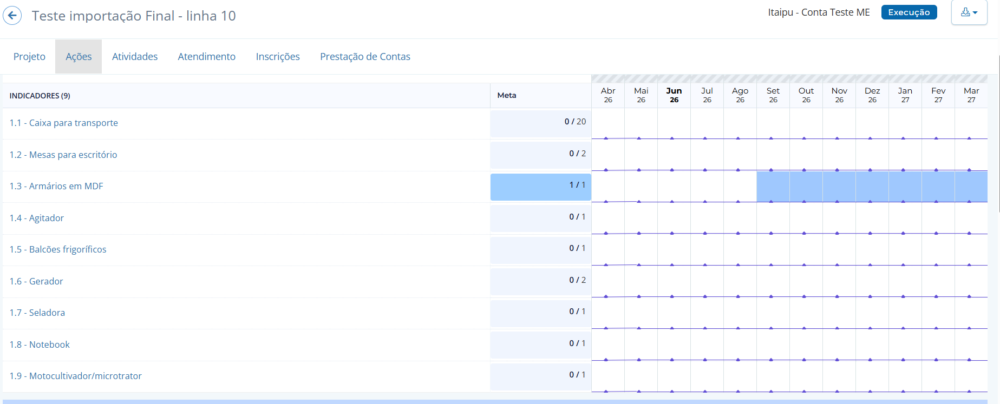 Teste importação Final - linha 10
Itaipu - Conta Teste ME
Execução
Projeto
Ações
Atividades
Atendimento
Inscrições
Prestação de Contas
INDICADORES (9)
Meta
Abr 26
Mai 26
Jun 26
Jul 26
Ago 26
Set 26
Out 26
Nov 26
Dez 26
Jan 27
Fev 27
Mar 27
1.1 - Caixa para transporte
0 / 20
1.2 - Mesas para escritório
0 / 2
1.3 - Armários em MDF
1 / 1
1.4 - Agitador
0 / 1
1.5 - Balcões frigoríficos
0 / 1
1.6 - Gerador
0 / 2
1.7 - Seladora
0 / 1
1.8 - Notebook
0 / 1
1.9 - Motocultivador/microtrator
0 / 1